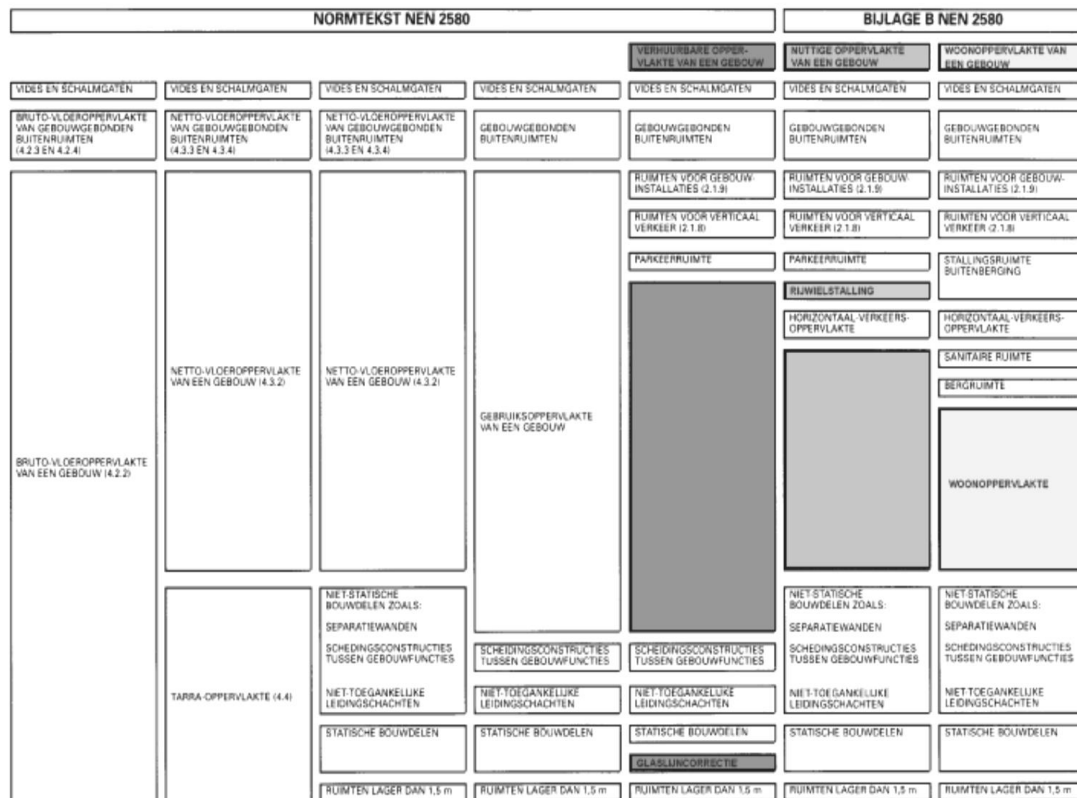 NORMTEKST NEN 2580
BIJLAGE B NEN 2580
VERHUURBARE OPPER-
VLAKTE VAN EEN GEBOUW
NUTTIGE OPPERVLAKTE
VAN EEN GEBOUW
WOONOPPERVLAKTE VAN
EEN GEBOUW
VIDES EN SCHALMGATEN
VIDES EN SCHALMGATEN
VIDES EN SCHALMGATEN
VIDES EN SCHALMGATEN
VIDES EN SCHALMGATEN
VIDES EN SCHALMGATEN
VIDES EN SCHALMGATEN
BRUTO-VLOEROPPERVLAKTE
VAN GEBOUWGEBONDEN
BUITENRUIMTEN
(4.2.3 EN 4.2.4)
NETTO-VLOEROPPERVLAKTE
VAN GEBOUWGEBONDEN
BUITENRUIMTEN
(4.3.3 EN 4.3.4)
NETTO-VLOEROPPERVLAKTE
VAN GEBOUWGEBONDEN
BUITENRUIMTEN
(4.3.3 EN 4.3.4)
GEBOUWGEBONDEN
BUITENRUIMTEN
GEBOUWGEBONDEN
BUITENRUIMTEN
GEBOUWGEBONDEN
BUITENRUIMTEN
GEBOUWGEBONDEN
BUITENRUIMTEN
BRUTO-VLOEROPPERVLAKTE
VAN EEN GEBOUW (4.2.2)
NETTO-VLOEROPPERVLAKTE
VAN EEN GEBOUW (4.3.2)
TARRA-OPPERVLAKTE (4.4)
NETTO-VLOEROPPERVLAKTE
VAN EEN GEBOUW (4.3.2)
NIET-STATISCHE
BOUWDELEN ZOALS:
SEPARATIEWANDEN
SCHEDINGSCONSTRUCTIES
TUSSEN GEBOUWFUNCTIES
NIET-TOEGANKELIJKE
LEIDINGSCHACHTEN
STATISCHE BOUWDELEN
RUIMTEN LAGER DAN 1,5 m
GEBRUIKSOPPERVLAKTE
VAN EEN GEBOUW
SCHEIDINGSCONSTRUCTIES
TUSSEN GEBOUWFUNCTIES
NIET-TOEGANKELIJKE
LEIDINGSCHACHTEN
STATISCHE BOUWDELEN
RUIMTEN LAGER DAN 1,5 m
RUIMTEN VOOR GEBOUW-
INSTALLATIES (2.1.9)
RUIMTEN VOOR VERTICAAL
VERKEER (2.1.8)
PARKEERRUIMTE
SCHEIDINGSCONSTRUCTIES
TUSSEN GEBOUWFUNCTIES
NIET-TOEGANKELIJKE
LEIDINGSCHACHTEN
STATISCHE BOUWDELEN
GLASLIJNCORRECTIE
RUIMTEN LAGER DAN 1,5 m
RUIMTEN VOOR GEBOUW-
INSTALLATIES (2.1.9)
RUIMTEN VOOR VERTICAAL
VERKEER (2.1.8)
PARKEERRUIMTE
RIJWIELSTALLING
HORIZONTAAL-VERKEERS-
OPPERVLAKTE
NIET-STATISCHE
BOUWDELEN ZOALS:
SEPARATIEWANDEN
SCHEDINGSCONSTRUCTIES
TUSSEN GEBOUWFUNCTIES
NIET-TOEGANKELIJKE
LEIDINGSCHACHTEN
STATISCHE BOUWDELEN
RUIMTEN LAGER DAN 1,5 m
RUIMTEN VOOR GEBOUW-
INSTALLATIES (2.1.9)
RUIMTEN VOOR VERTICAAL
VERKEER (2.1.8)
STALLINGSRUIMTE
BUITENBERGING
HORIZONTAAL-VERKEERS-
OPPERVLAKTE
SANITAIRE RUIMTE
BERGRUIMTE
WOONOPPERVLAKTE
NIET-STATISCHE
BOUWDELEN ZOALS:
SEPARATIEWANDEN
SCHEDINGSCONSTRUCTIES
TUSSEN GEBOUWFUNCTIES
NIET-TOEGANKELIJKE
LEIDINGSCHACHTEN
STATISCHE BOUWDELEN
RUIMTEN LAGER DAN 1,5 m